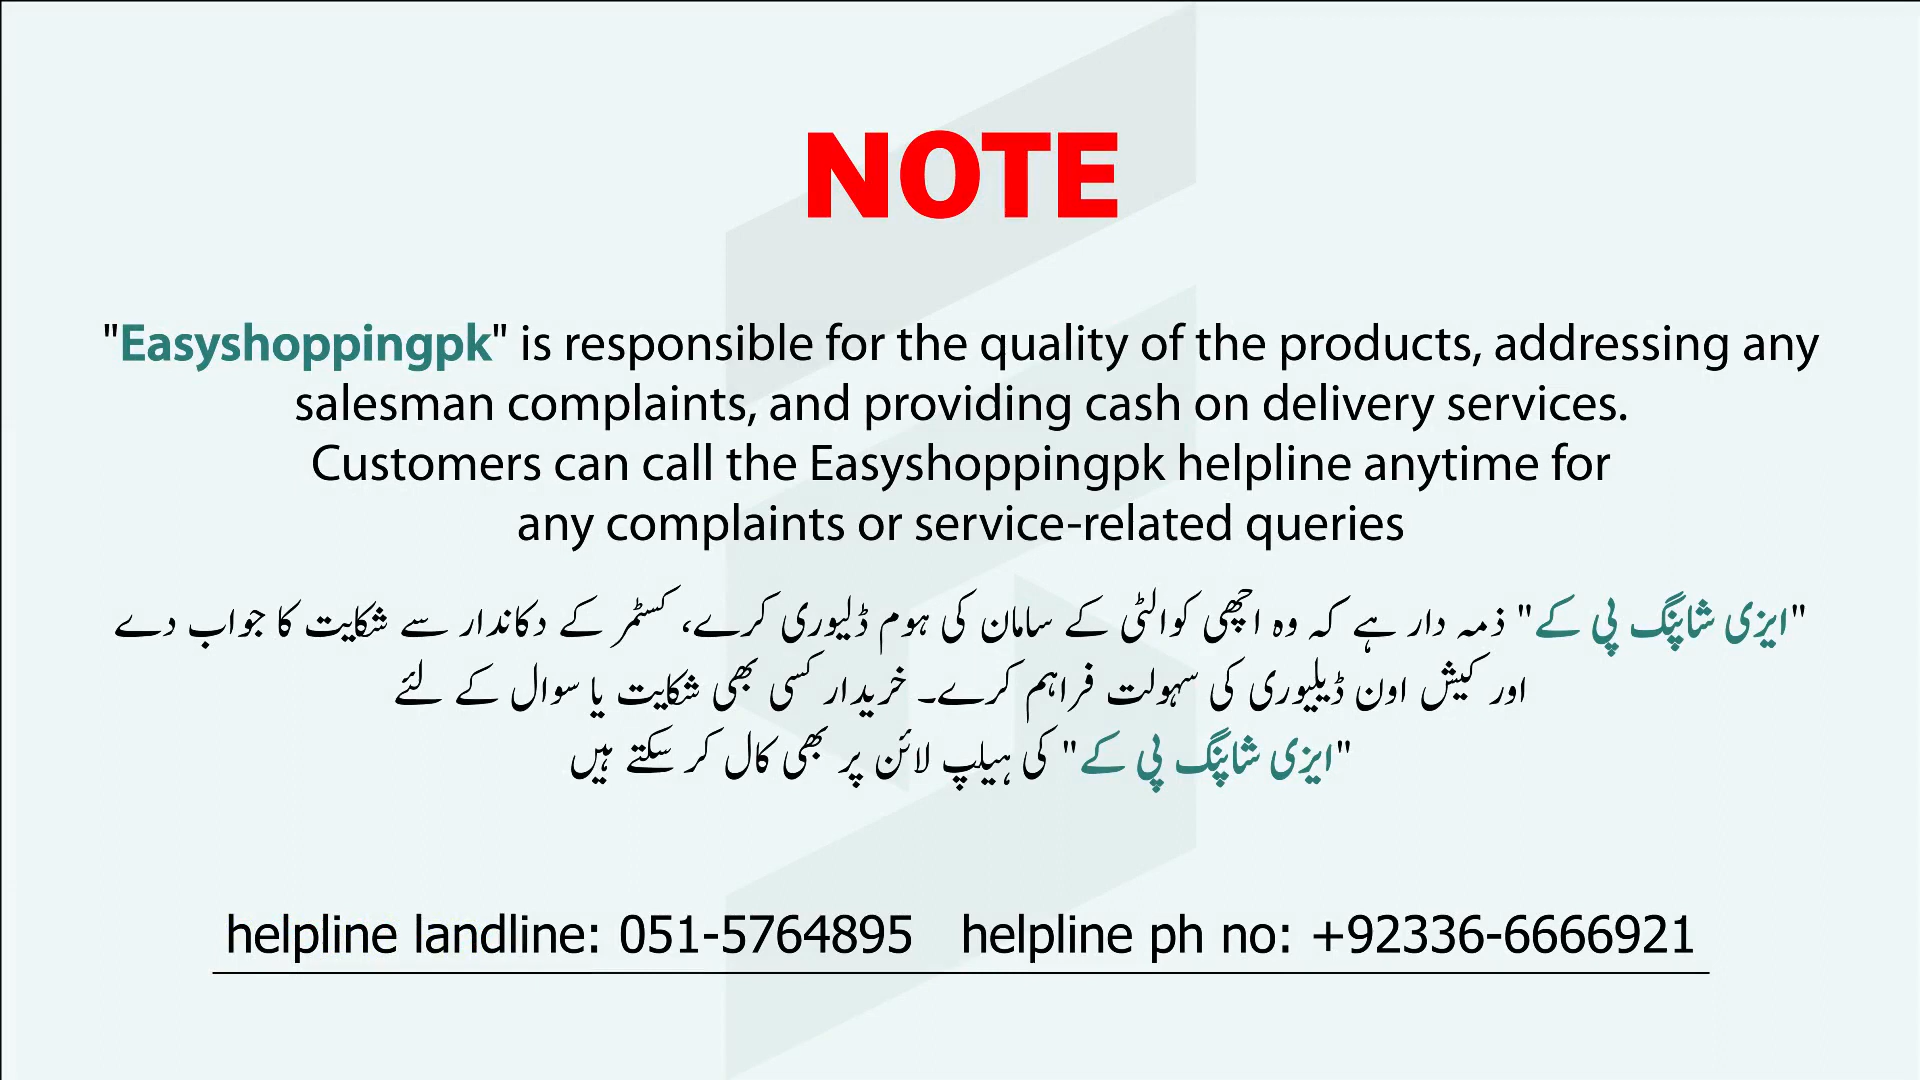 NOTE
"Easyshoppingpk" is responsible for the quality of the products, addressing any
salesman complaints, and providing cash on delivery services.
Customers can call the Easyshoppingpk helpline anytime for
any complaints or service-related queries
"ایزی شاپنگ پی کے" ذمہ دار ہے کہ وہ اچھی کوالٹی کے سامان کی ہوم ڈلیوری کرے، کسٹمر کے دکاندار سے شکایت کا جواب دے
اور کیش اون ڈیلیوری کی سہولت فراہم کرے۔ خریدار کسی بھی شکایت یا سوال کے لئے
"ایزی شاپنگ پی کے" کی ہیلپ لائن پر بھی کال کر سکتے ہیں
helpline landline: 051-5764895 helpline ph no: +92336-6666921